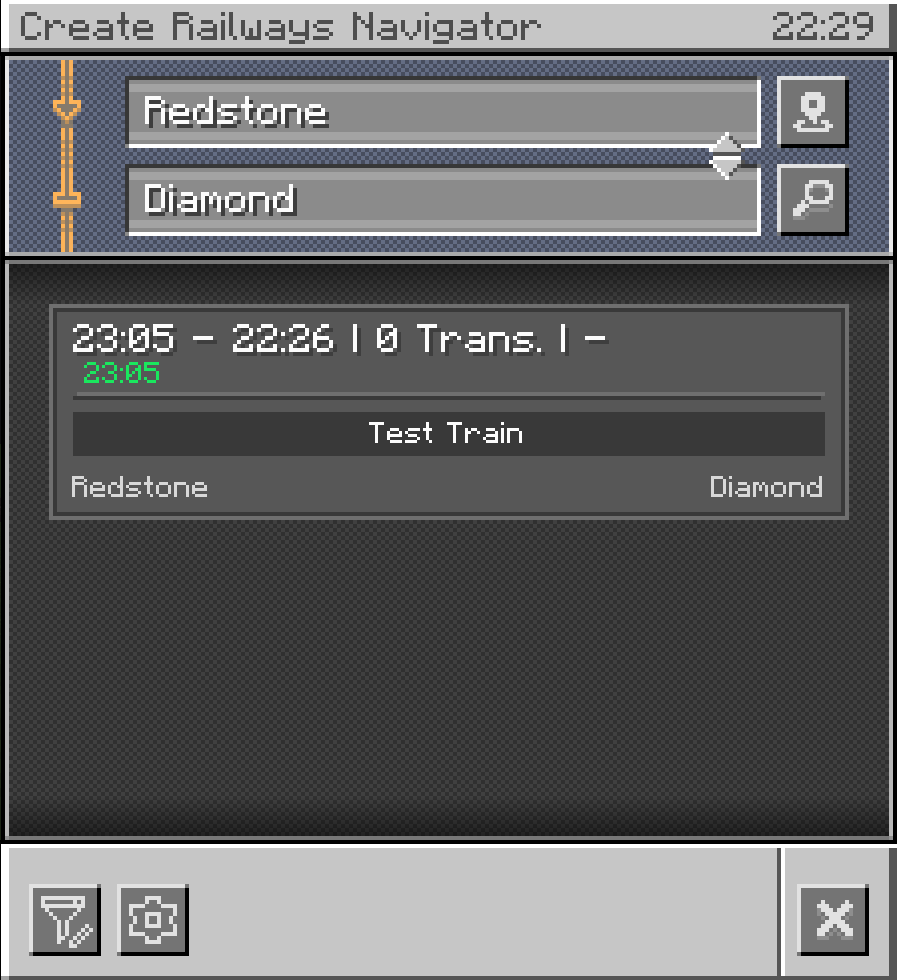 Create Railways Navigator 22:29
Redstone
Diamond
23:05 - 22:26 | 0 Trans. | -
23:05
Test Train
Redstone Diamond